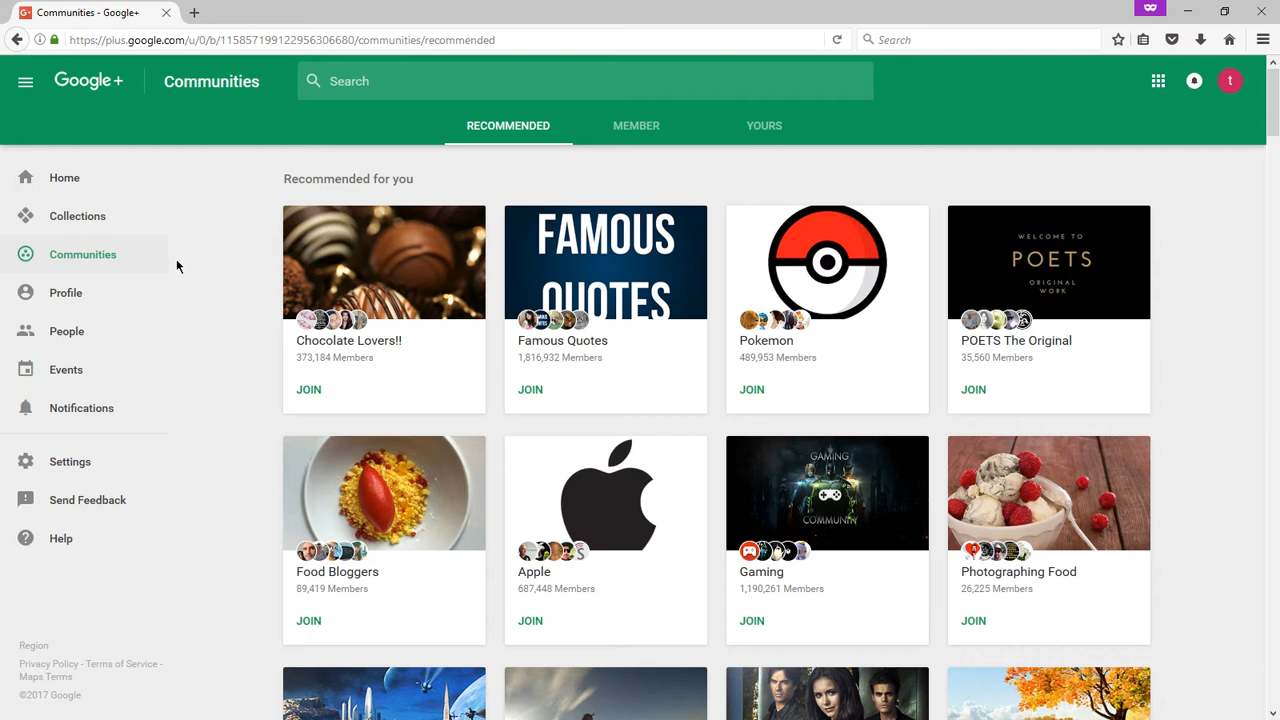 Communities - Google+
https://plus.google.com/u/0/b/115857199122956306680/communities/recommended
Search
Google+
Communities
Search
t
RECOMMENDED
MEMBER
YOURS
Home
Collections
Communities
Profile
People
Events
Notifications
Settings
Send Feedback
Help
Region
Privacy Policy - Terms of Service -
Maps Terms
©2017 Google
Recommended for you
FAMOUS
QUOTES
WELCOME TO
POETS
ORIGINAL
WORK
Chocolate Lovers!!
373,184 Members
JOIN
Famous Quotes
1,816,932 Members
JOIN
Pokemon
489,953 Members
JOIN
POETS The Original
35,560 Members
JOIN
GAMING
COMMUNITY
Food Bloggers
89,419 Members
JOIN
Apple
687,448 Members
JOIN
Gaming
1,190,261 Members
JOIN
Photographing Food
26,225 Members
JOIN